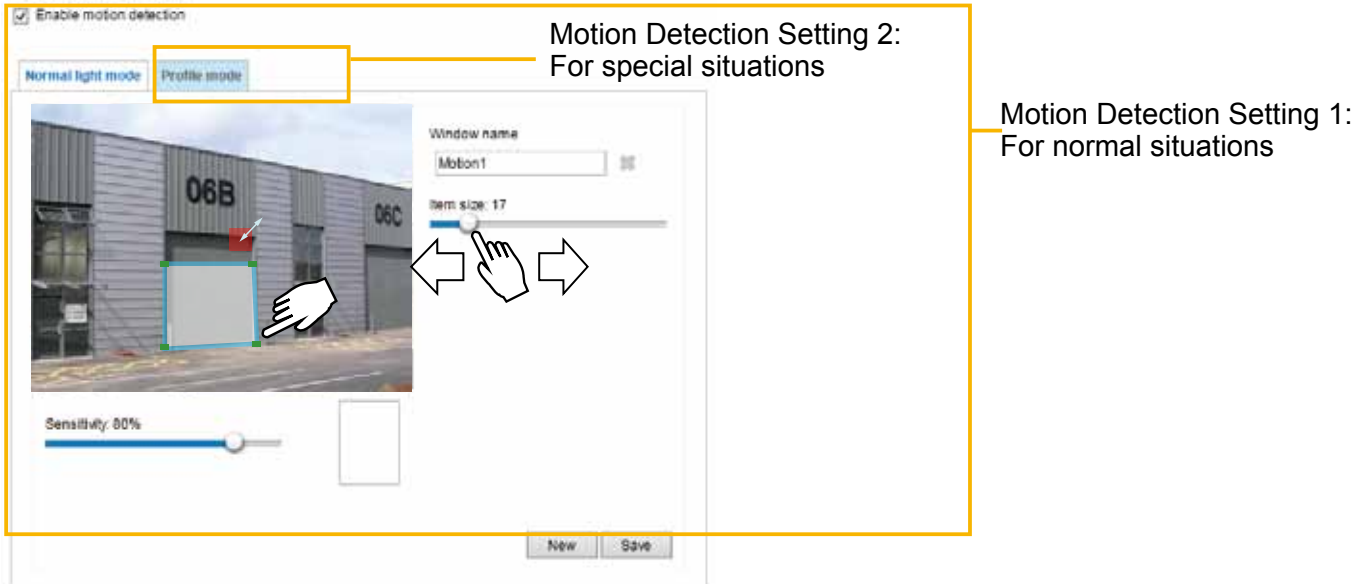 Enable motion detection
Motion Detection Setting 2:
For special situations
Normal light mode
Profile mode
Motion Detection Setting 1:
For normal situations
Window name
Motion1
06B
06C
Item size: 17
Sensitivity: 80%
New
Save